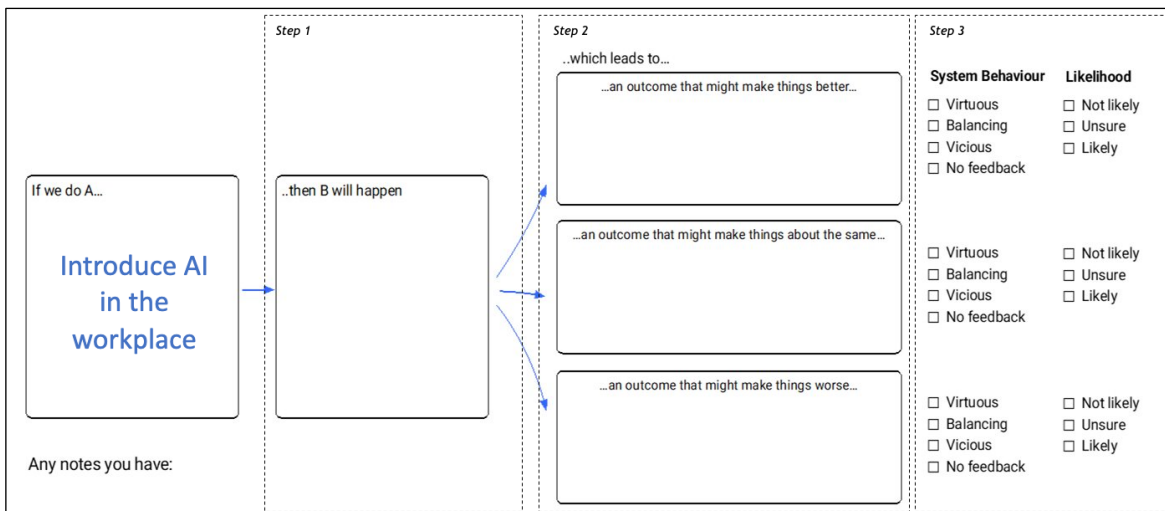 Step 1
Step 2
Step 3
If we do A...
Introduce AI
in the
workplace
Any notes you have:
..then B will happen
..which leads to...
...an outcome that might make things better...
...an outcome that might make things about the same...
...an outcome that might make things worse...
System Behaviour Likelihood
☐ Virtuous ☐ Not likely
☐ Balancing ☐ Unsure
☐ Vicious ☐ Likely
☐ No feedback
☐ Virtuous ☐ Not likely
☐ Balancing ☐ Unsure
☐ Vicious ☐ Likely
☐ No feedback
☐ Virtuous ☐ Not likely
☐ Balancing ☐ Unsure
☐ Vicious ☐ Likely
☐ No feedback